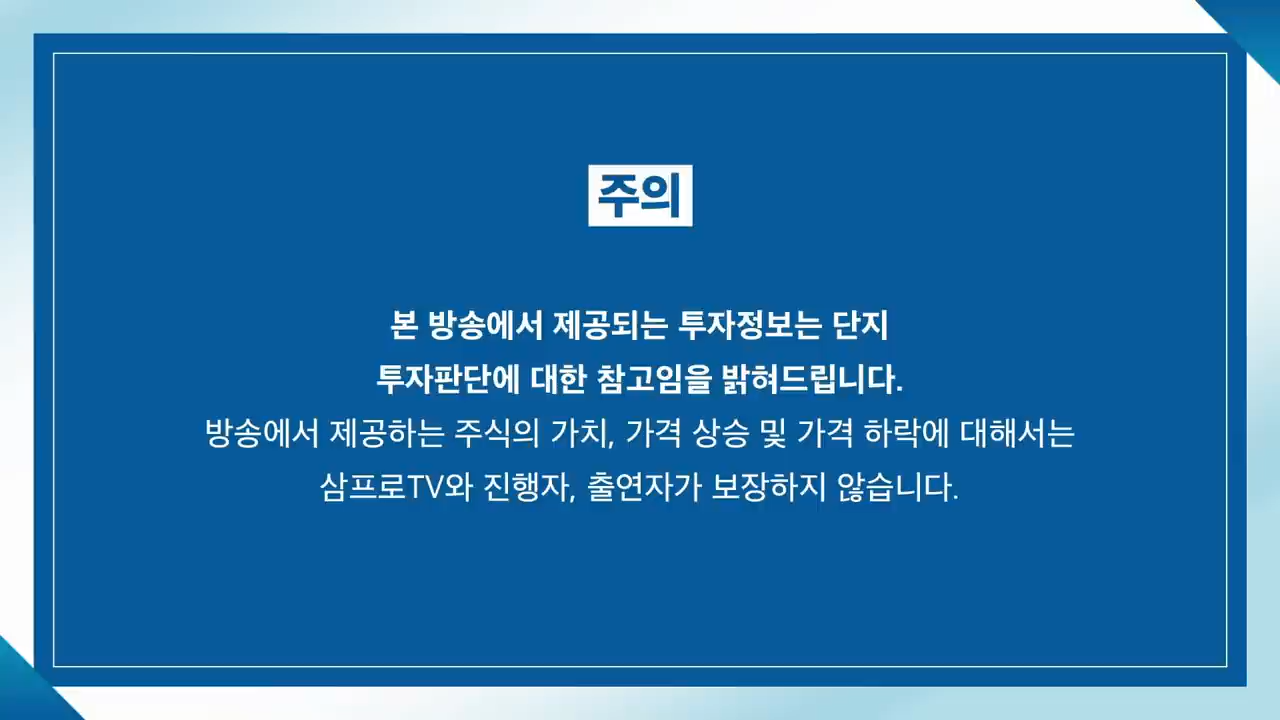 주의
본 방송에서 제공되는 투자정보는 단지
투자판단에 대한 참고임을 밝혀드립니다.
방송에서 제공하는 주식의 가치, 가격 상승 및 가격 하락에 대해서는
삼프로TV와 진행자, 출연자가 보장하지 않습니다.